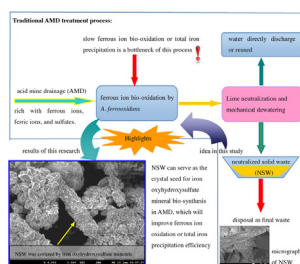 Traditional AMD treatment process:
slow ferrous ion bio-oxidation or total iron
precipitation is a bottleneck of this process
water directly discharge
or reused
acid mine drainage (AMD)
rich with ferrous ions,
ferric ions, and sulfates.
ferrous ion bio-oxidation by
A. ferrooxidans
Lime neutralization and
mechanical dewatering
Highlights
results of this research
idea in this study
neutralized solid waste
(NSW)
NSW can serve as the
crystal seed for iron
oxyhydroxysulfate
mineral bio-synthesis
in AMD, which will
improve ferrous ion
oxidation or total iron
precipitation efficiency
disposal as final waste
NSW was covered by iron oxyhydroxysulfate minerals
micrograph
of NSW